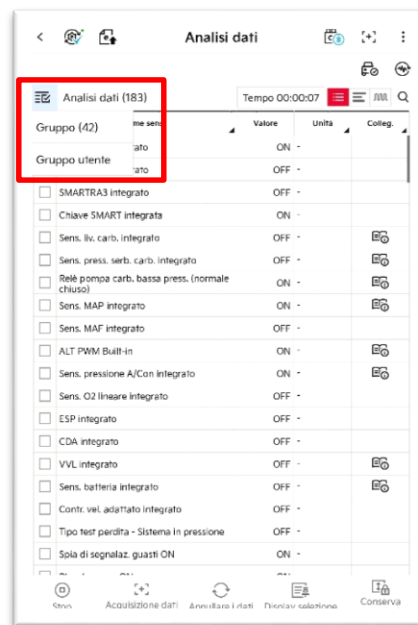 Analisi dati
Analisi dati (183)
Tempo 00:00:07
Gruppo (42)
Valore
Unità
Colleg.
Gruppo utente
ON -
OFF -
SMARTRA3 integrato OFF -
Chiave SMART integrata ON -
Sens. liv. carb. integrato OFF -
Sens. press. serb. carb. integrato OFF -
Relè pompa carb. bassa press. (normale
chiuso) ON -
Sens. MAP integrato ON -
Sens. MAF integrato OFF -
ALT PWM Built-in ON -
Sens. pressione A/Con integrato ON -
Sens. O2 lineare integrato OFF -
ESP integrato OFF -
CDA integrato OFF -
VVL integrato OFF -
Sens. batteria integrato OFF -
Contr. vel. adattato integrato OFF -
Tipo test perdita - Sistema in pressione OFF -
Spia di segnalaz. guasti ON ON -
Stop
Acquisizione dati
Annullare i dati
Display selezione
Conserva